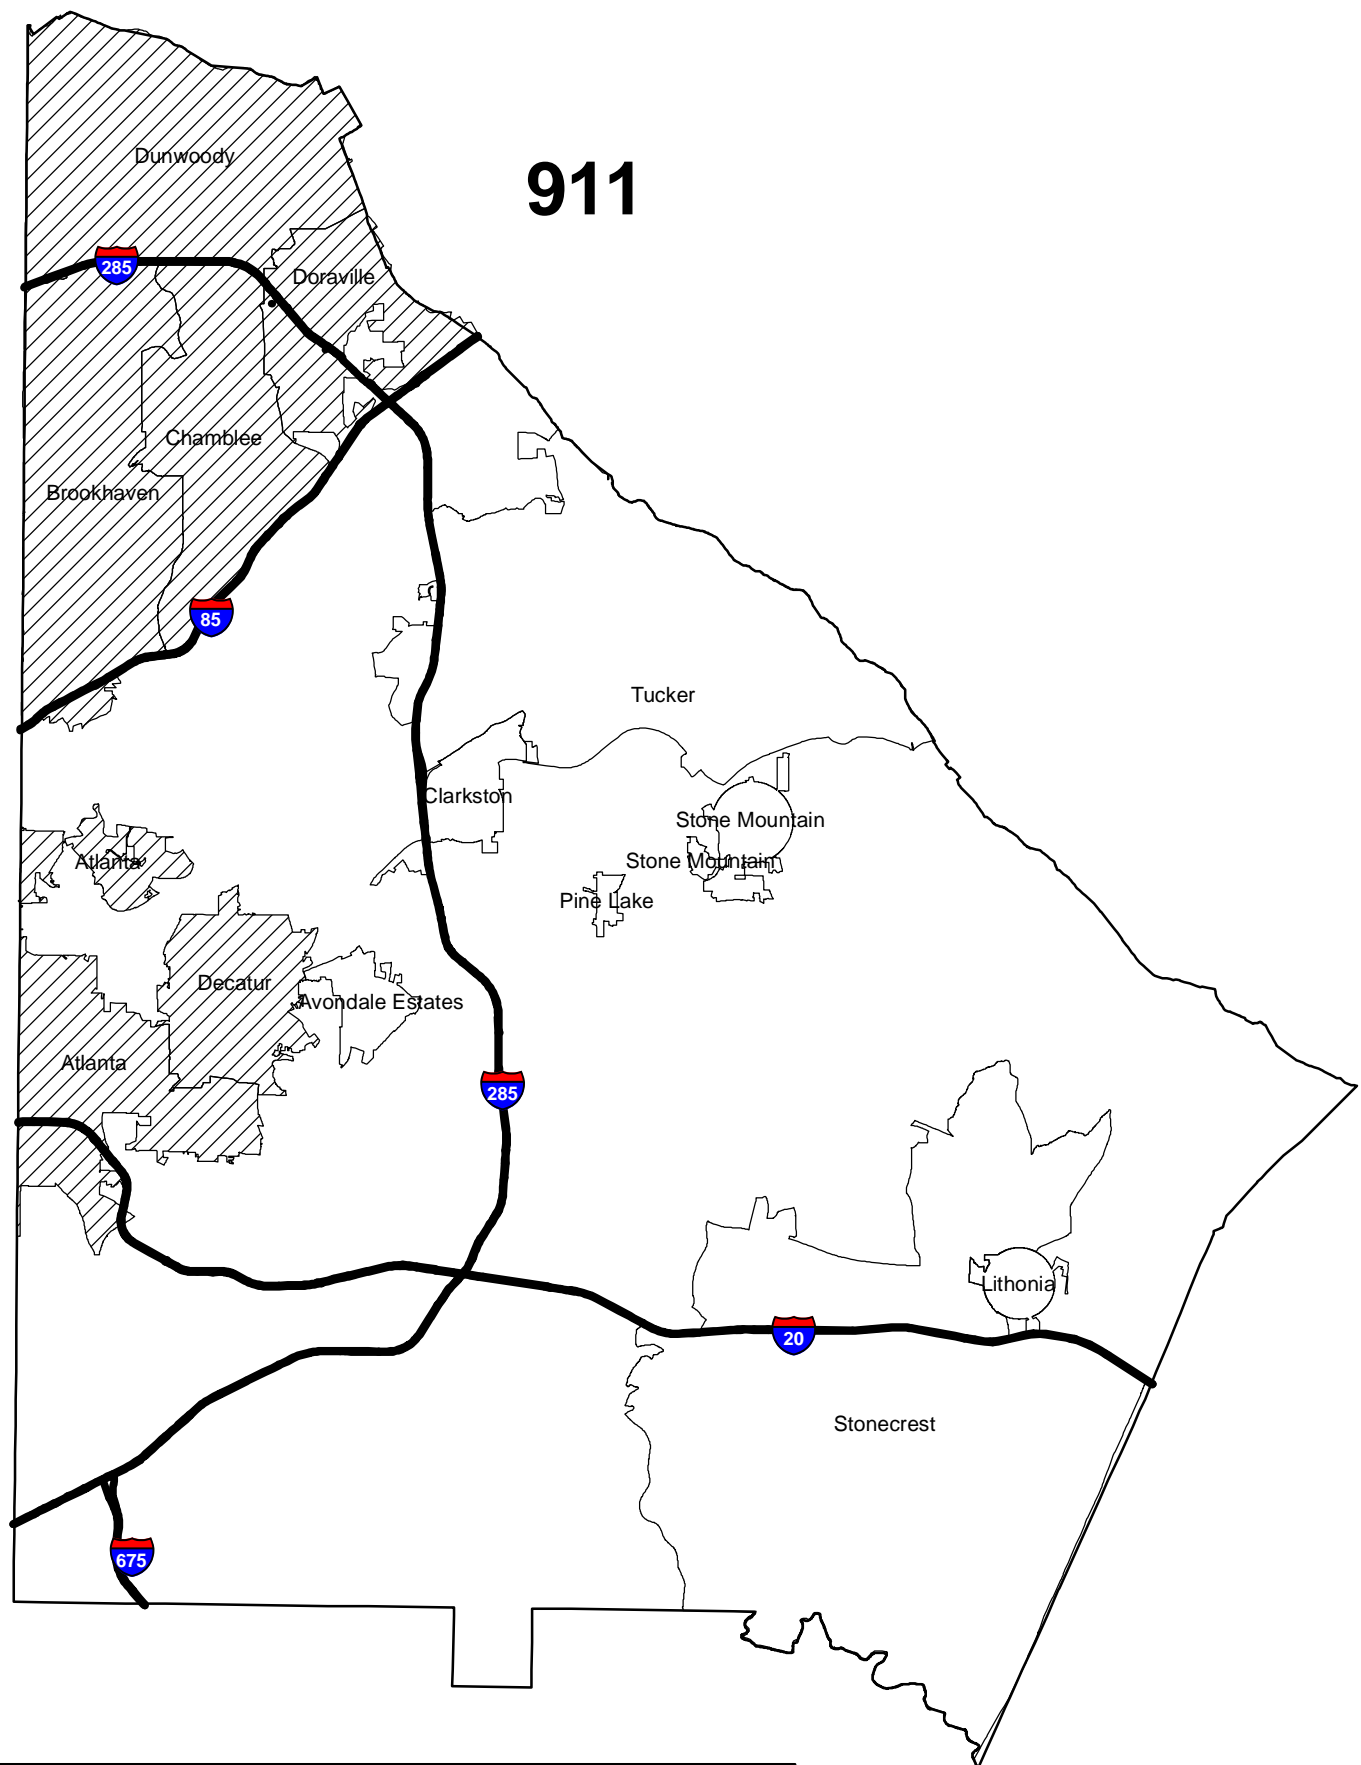 Dunwoody
911
285
Doraville
Chamblee
Brookhaven
85
Tucker
Clarkston
Stone Mountain
Atlanta
Stone Mountain
Pine Lake
Decatur
Avondale Estates
Atlanta
285
Lithonia
20
Stonecrest
675